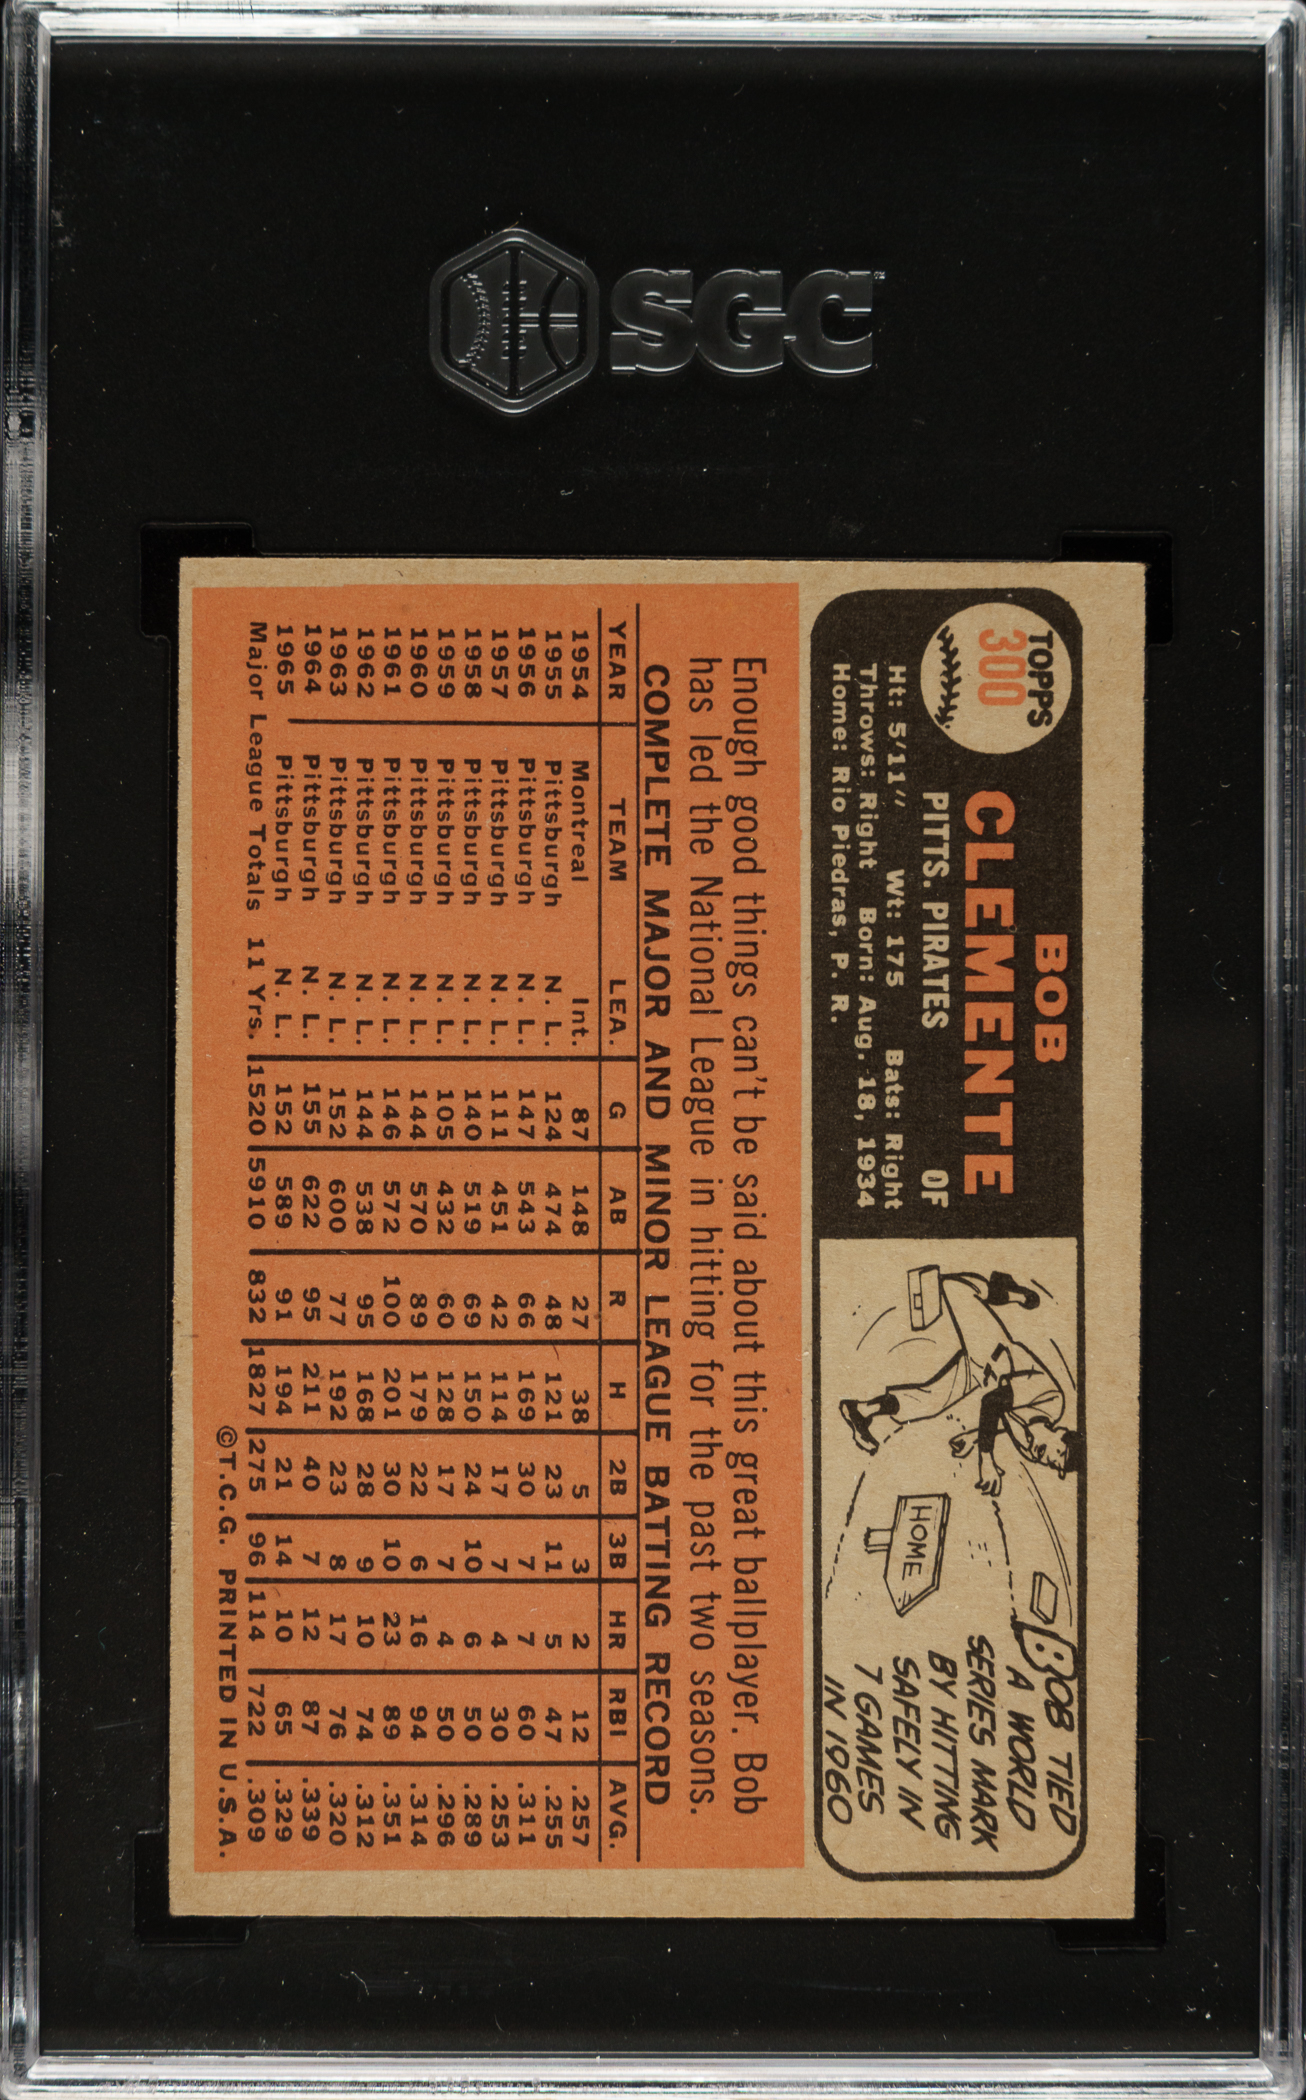 SGC
TOPPS
300
BOB
CLEMENTE
PITTS. PIRATES OF
Ht: 5'11" Wt: 175 Bats: Right
Throws: Right Born: Aug. 18, 1934
Home: Rio Piedras, P. R.
BOB TIED
A WORLD
SERIES MARK
BY HITTING
SAFELY IN
7 GAMES
IN 1960
HOME
Enough good things can't be said about this great ballplayer. Bob
has led the National League in hitting for the past two seasons.
COMPLETE MAJOR AND MINOR LEAGUE BATTING RECORD
YEAR TEAM LEA. G AB R H 2B 3B HR RBI AVG.
1954 Montreal Int. 87 148 27 38 5 3 2 12 .257
1955 Pittsburgh N. L. 124 474 48 121 23 11 5 47 .255
1956 Pittsburgh N. L. 147 543 66 169 30 7 7 60 .311
1957 Pittsburgh N. L. 111 451 42 114 17 7 4 30 .253
1958 Pittsburgh N. L. 140 519 69 150 24 10 6 50 .289
1959 Pittsburgh N. L. 105 432 60 128 17 7 4 50 .296
1960 Pittsburgh N. L. 144 570 89 179 22 6 16 94 .314
1961 Pittsburgh N. L. 146 572 100 201 30 10 23 89 .351
1962 Pittsburgh N. L. 144 538 95 168 28 9 10 74 .312
1963 Pittsburgh N. L. 152 600 77 192 23 8 17 76 .320
1964 Pittsburgh N. L. 155 622 95 211 40 7 12 87 .339
1965 Pittsburgh N. L. 152 589 91 194 21 14 10 65 .329
Major League Totals 11 Yrs. 1520 5910 832 1827 275 96 114 722 .309
©T.C.G. PRINTED IN U.S.A.